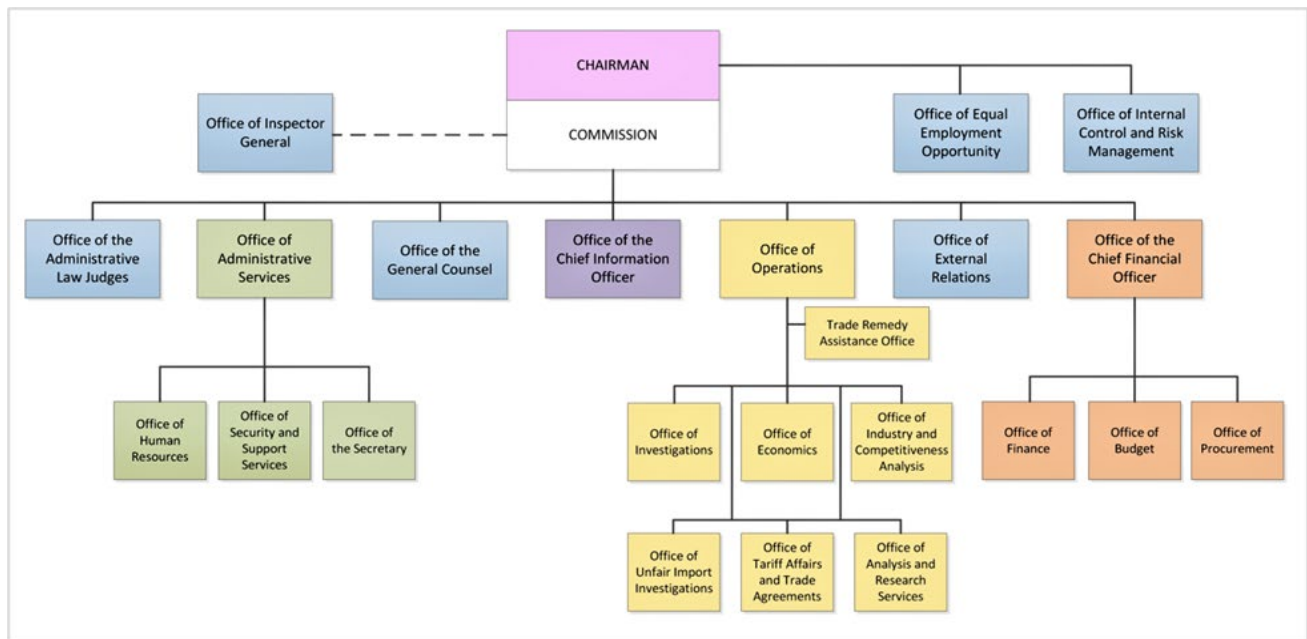 CHAIRMAN
COMMISSION
Office of Inspector
General
Office of Equal
Employment
Opportunity
Office of Internal
Control and Risk
Management
Office of the
Administrative
Law Judges
Office of
Administrative
Services
Office of the
General Counsel
Office of the
Chief Information
Officer
Office of
Operations
Office of
External
Relations
Office of the
Chief Financial
Officer
Trade Remedy
Assistance Office
Office of
Human
Resources
Office of
Security and
Support
Services
Office of
the Secretary
Office of
Investigations
Office of
Economics
Office of
Industry and
Competitiveness
Analysis
Office of
Finance
Office of
Budget
Office of
Procurement
Office of
Unfair Import
Investigations
Office of
Tariff Affairs
and Trade
Agreements
Office of
Analysis and
Research
Services